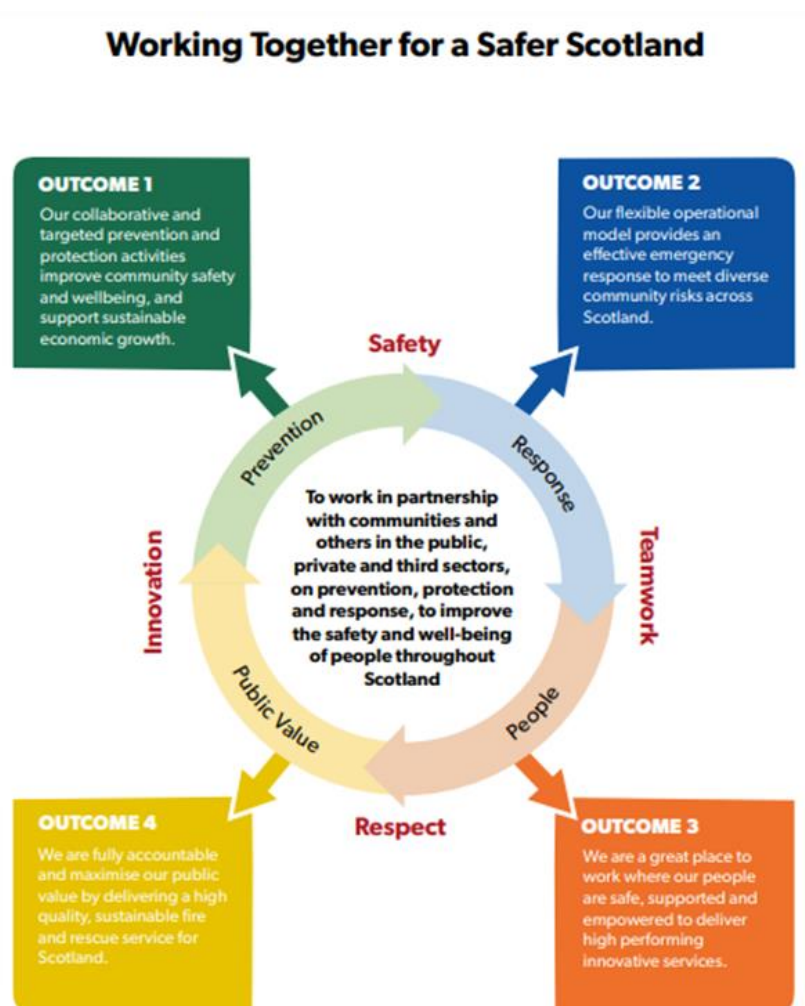 Working Together for a Safer Scotland
OUTCOME 1
Our collaborative and
targeted prevention and
protection activities
improve community safety
and wellbeing, and
support sustainable
economic growth.
OUTCOME 2
Our flexible operational
model provides an
effective emergency
response to meet diverse
community risks across
Scotland.
Safety
Prevention
Response
Innovation
To work in partnership
with communities and
others in the public,
private and third sectors,
on prevention, protection
and response, to improve
the safety and well-being
of people throughout
Scotland
Teamwork
Public Value
People
Respect
OUTCOME 4
We are fully accountable
and maximise our public
value by delivering a high
quality, sustainable fire
and rescue service for
Scotland.
OUTCOME 3
We are a great place to
work where our people
are safe, supported and
empowered to deliver
high performing
innovative services.